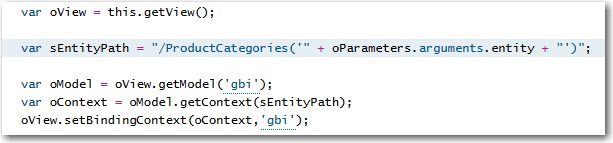 var oView = this.getView();
var sEntityPath = "/ProductCategories('" + oParameters.arguments.entity + "')";
var oModel = oView.getModel('gbi');
var oContext = oModel.getContext(sEntityPath);
oView.setBindingContext(oContext,'gbi');